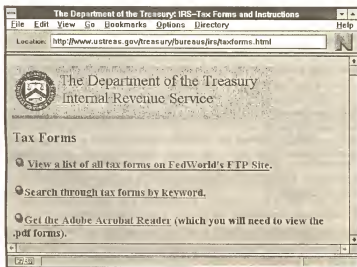 The Department of the Treasury: IRS-Tax Forms and Instructions
File Edit View Go Bookmarks Options Directory Help
Location: http://www.ustreas.gov/treasury/bureaus/irs/taxforms.html
N
The Department of the Treasury
Internal Revenue Service
Tax Forms
View a list of all tax forms on FedWorld's FTP Site.
Search through tax forms by keyword.
Get the Adobe Acrobat Reader (which you will need to view the
.pdf forms).